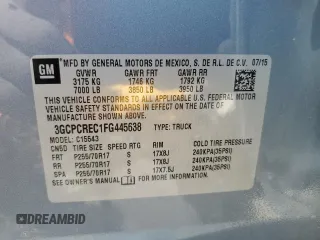 GM
MFD BY GENERAL MOTORS DE MEXICO, S. DE R.L. DE C.V. 07/15
GVWR GAWR FRT GAWR RR
3175 KG 1746 KG 1792 KG
7000 LB 3850 LB 3950 LB
THIS VEHICLE CONFORMS TO ALL APPLICABLE U.S. FEDERAL MOTOR
VEHICLE SAFETY STANDARDS IN EFFECT ON THE DATE OF
MANUFACTURE SHOWN ABOVE.
3GCPCREC1FG445638 TYPE: TRUCK
MODEL: C15543
TIRE SIZE SPEED RTG RIM COLD TIRE PRESSURE
FRT P255/70R17 17X8J 240KPA(35PSI)
RR P255/70R17 17X8J 240KPA(35PSI)
SPA P255/70R17 17X7.5J 240KPA(35PSI)
SEE OWNER'S MANUAL FOR
DREAMBID